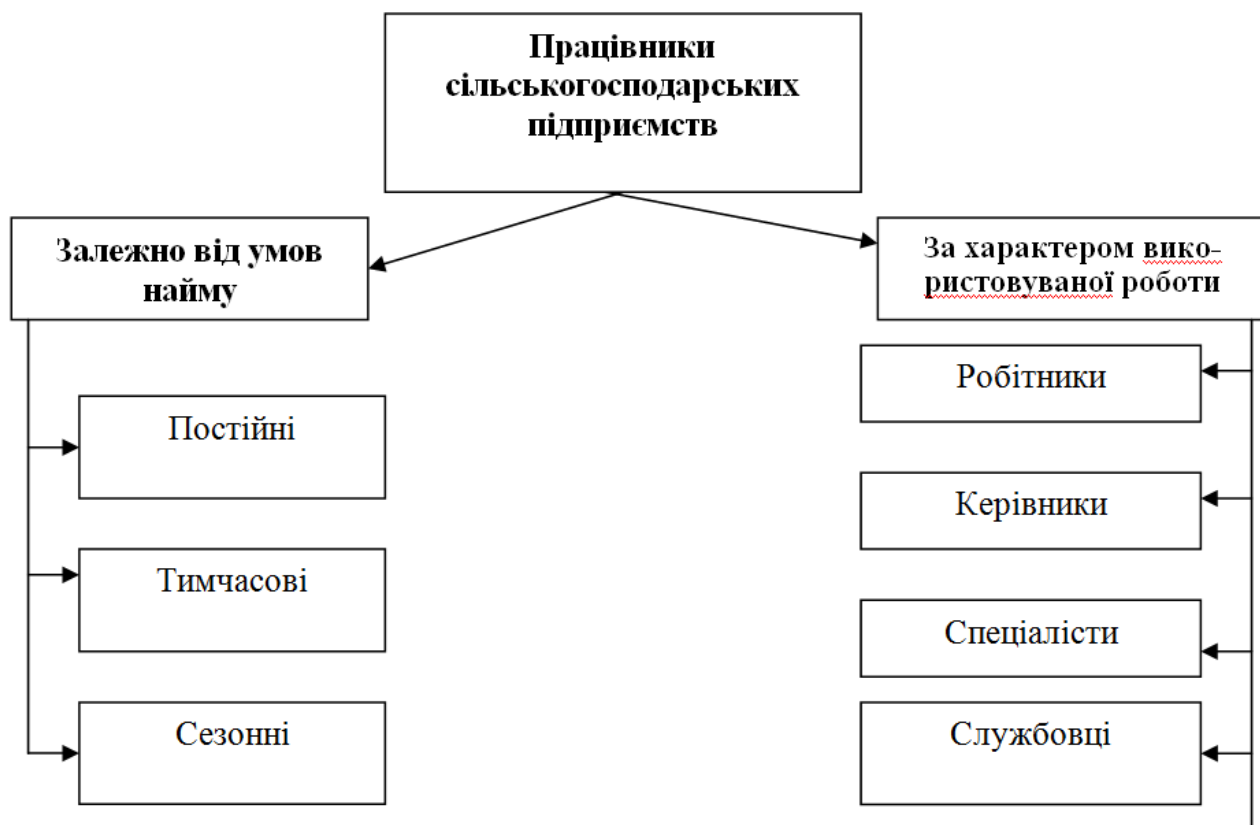 Працівники
сільськогосподарських
підприємств
Залежно від умов
найму
За характером вико-
ристовуваної роботи
Постійні
Тимчасові
Сезонні
Робітники
Керівники
Спеціалісти
Службовці